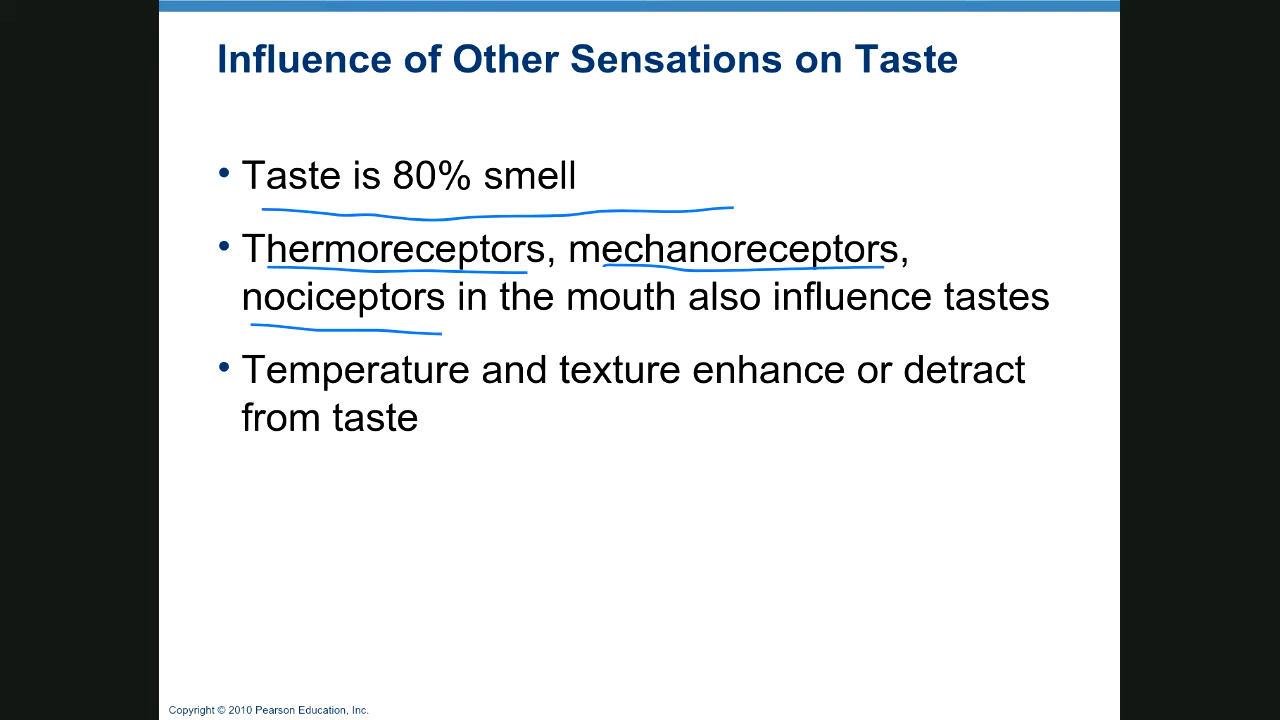 Influence of Other Sensations on Taste
• Taste is 80% smell
• Thermoreceptors, mechanoreceptors,
nociceptors in the mouth also influence tastes
• Temperature and texture enhance or detract
from taste
Copyright © 2010 Pearson Education, Inc.